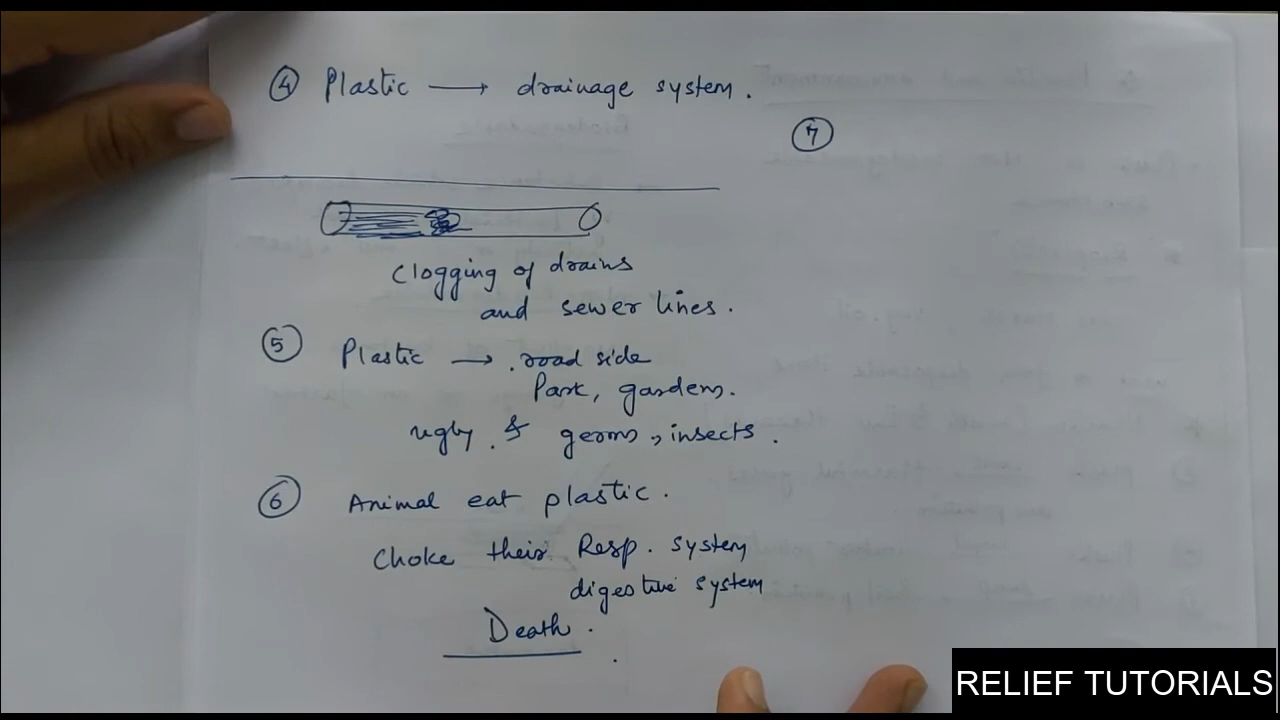 ④ Plastic → drainage system.
⑦
Clogging of drains
and sewer lines.
⑤ Plastic → road side
Park, gardens.
ugly & germs, insects.
⑥ Animal eat plastic.
Choke their Resp. system
digestive system
Death.
RELIEF TUTORIALS